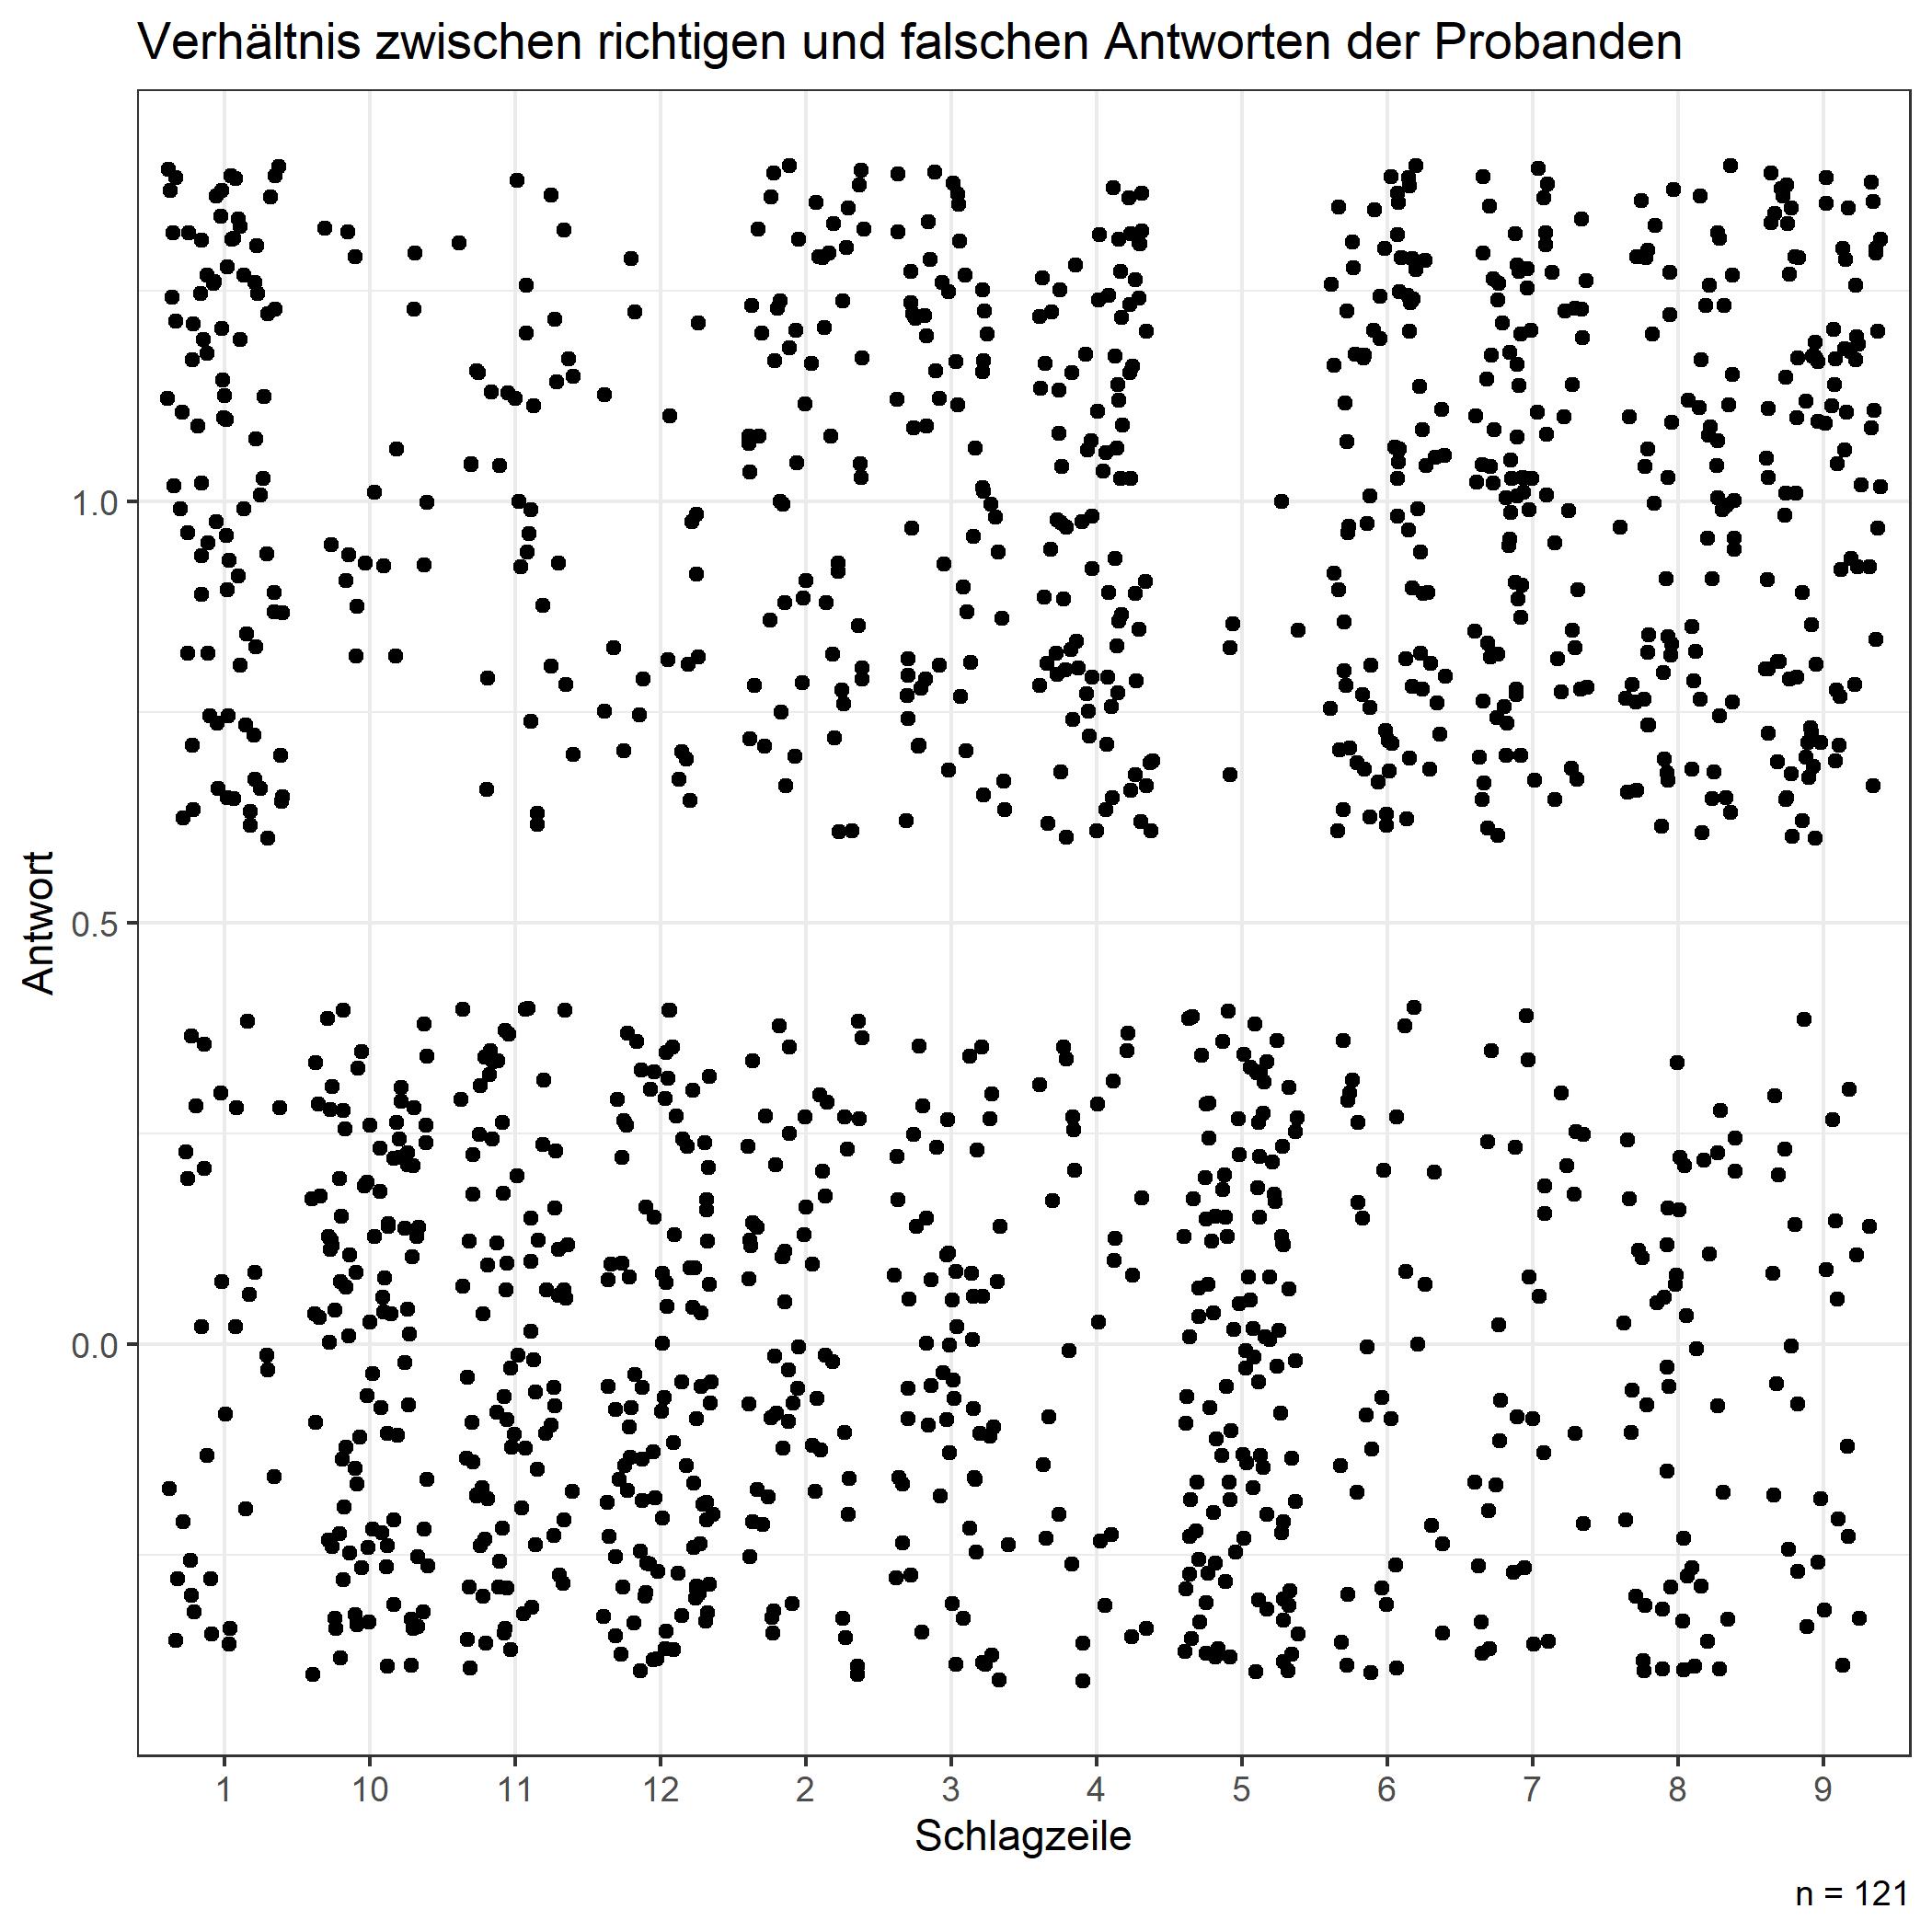 Verhältnis zwischen richtigen und falschen Antworten der Probanden
Antwort
1.0
0.5
0.0
1 10 11 12 2 3 4 5 6 7 8 9
Schlagzeile
n = 121